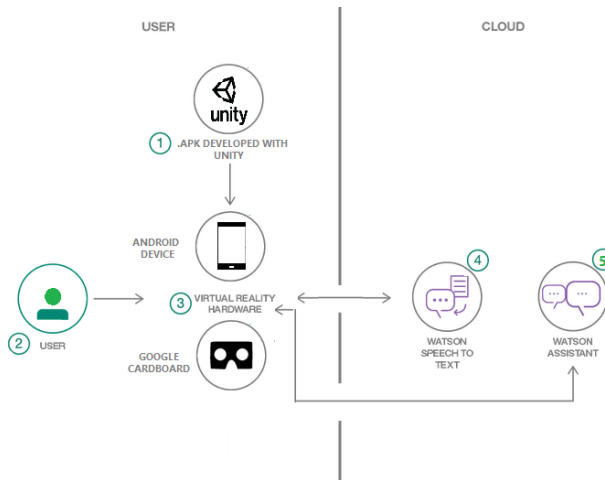 USER
CLOUD
unity
1
.APK DEVELOPED WITH
UNITY
ANDROID
DEVICE
4
5
3
VIRTUAL REALITY
HARDWARE
2
USER
WATSON
SPEECH TO
TEXT
WATSON
ASSISTANT
GOOGLE
CARDBOARD